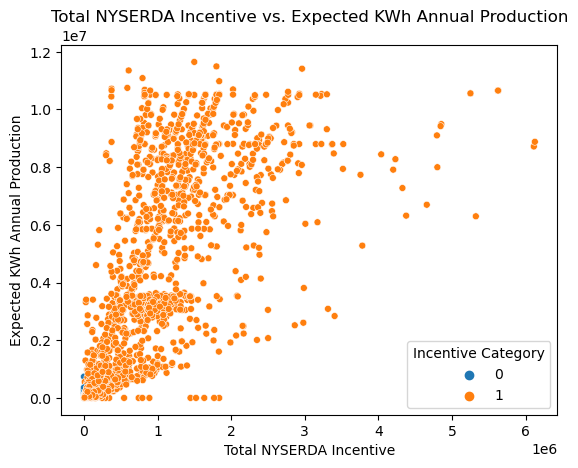 Total NYSERDA Incentive vs. Expected KWh Annual Production
1e7
1.2
1.0
0.8
0.6
0.4
0.2
0.0
Expected KWh Annual Production
Incentive Category
0
1
0 1 2 3 4 5 6
1e6
Total NYSERDA Incentive